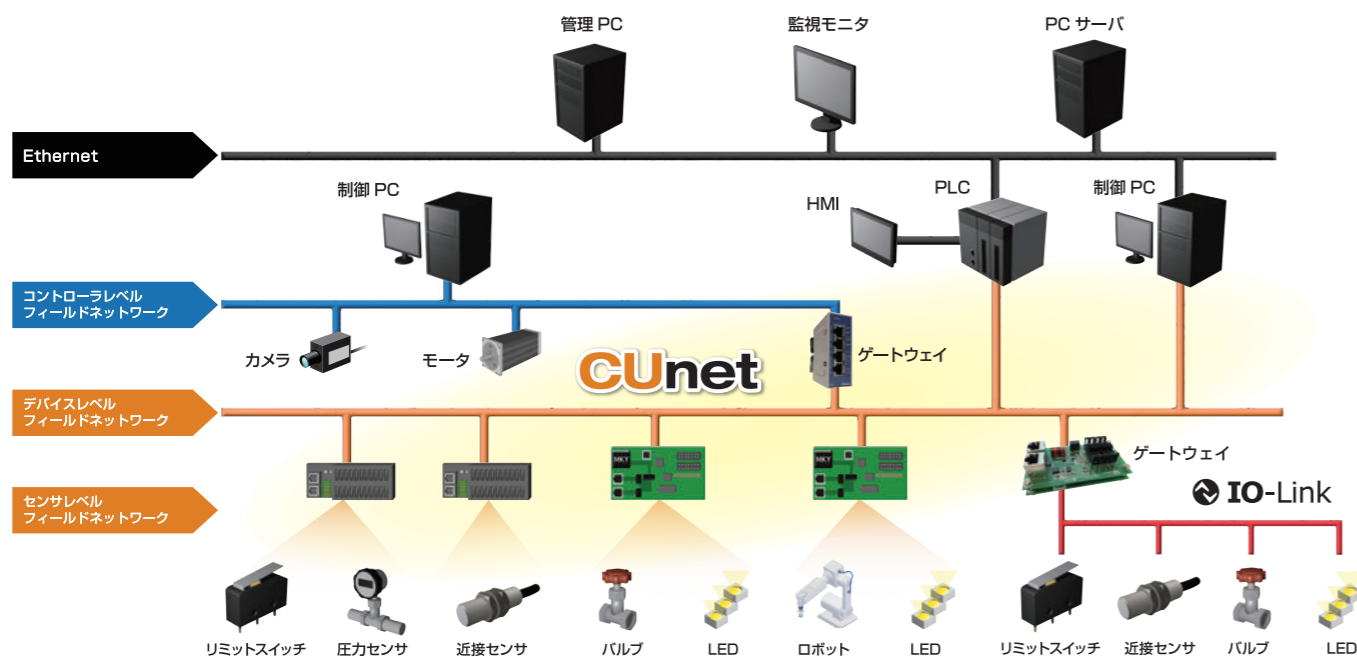 管理 PC
監視モニタ
PC サーバ
Ethernet
制御 PC
PLC
制御 PC
HMI
コントローラレベル
フィールドネットワーク
カメラ
モータ
ゲートウェイ
CUnet
デバイスレベル
フィールドネットワーク
MKY
MKY
ゲートウェイ
IO-Link
センサレベル
フィールドネットワーク
リミットスイッチ
圧力センサ
近接センサ
バルブ
LED
ロボット
LED
リミットスイッチ
近接センサ
バルブ
LED